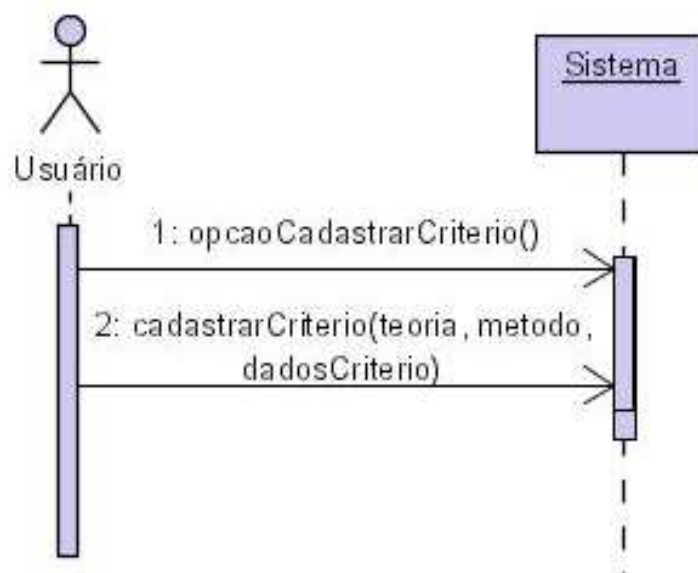 Sistema
Usuário
1: opcaoCadastrarCriterio()
2: cadastrarCriterio(teoria, metodo,
dadosCriterio)